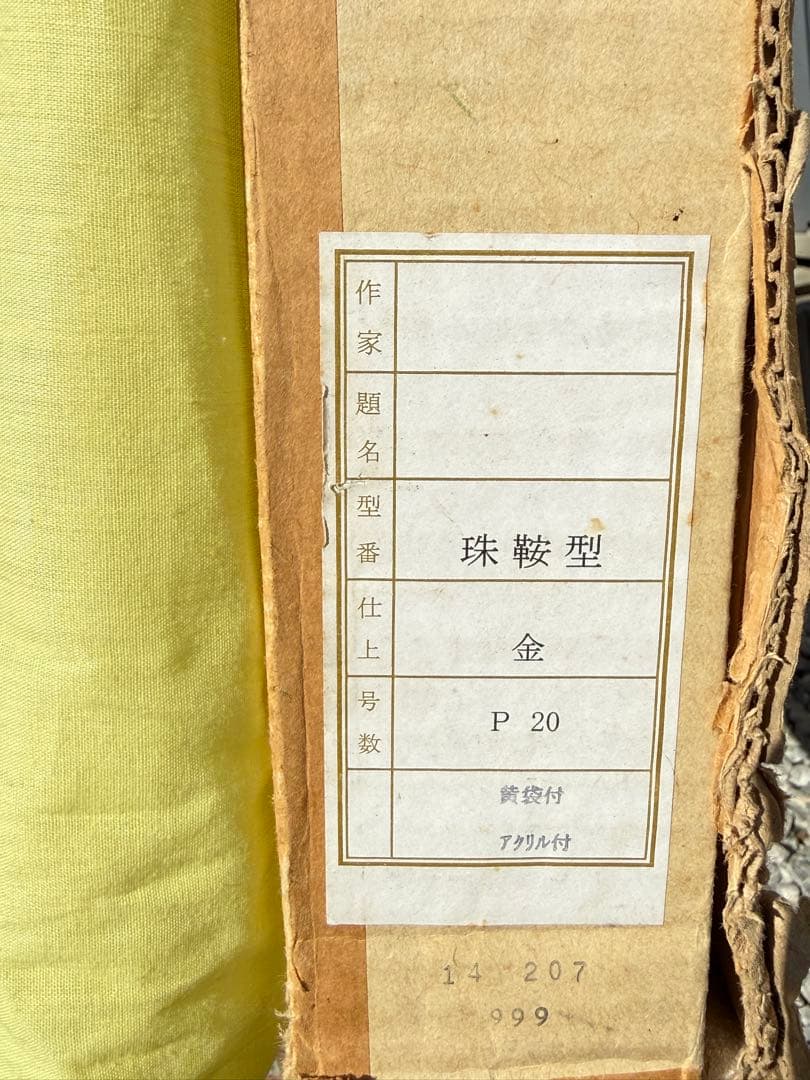 作家
題名
型番 珠鞍型
仕上 金
号数 P 20
黄袋付
アクリル付
14 207
999